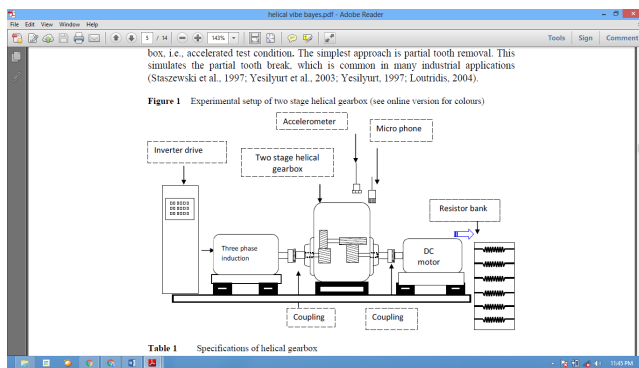 helical vibe bayes.pdf - Adobe Reader
File Edit View Window Help
5 / 14 143% Tools Sign Comment
box, i.e., accelerated test condition. The simplest approach is partial tooth removal. This
simulates the partial tooth break, which is common in many industrial applications
(Staszewski et al., 1997; Yesilyurt et al., 2003; Yesilyurt, 1997; Loutridis, 2004).
Figure 1 Experimental setup of two stage helical gearbox (see online version for colours)
Accelerometer
Micro phone
Inverter drive
Two stage helical
gearbox
Resistor bank
Three phase
induction
DC
motor
Coupling
Coupling
Table 1 Specifications of helical gearbox
11:45 PM